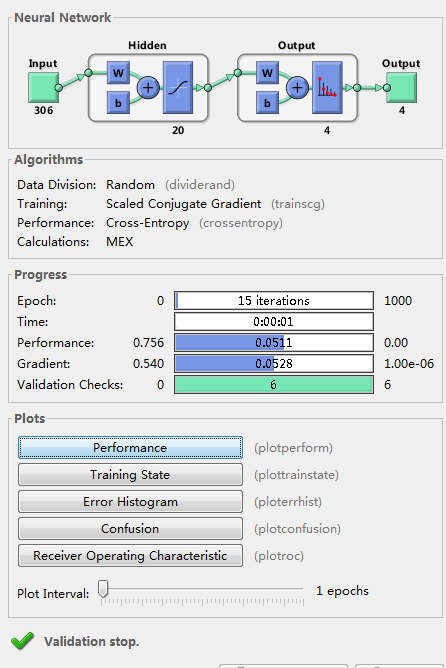 Neural Network
Hidden
Output
Input
W
b
+
W
b
+
Output
306
20
4
4
Algorithms
Data Division: Random (dividerand)
Training: Scaled Conjugate Gradient (trainscg)
Performance: Cross-Entropy (crossentropy)
Calculations: MEX
Progress
Epoch: 0 15 iterations 1000
Time: 0:00:01
Performance: 0.756 0.0511 0.00
Gradient: 0.540 0.0528 1.00e-06
Validation Checks: 0 6 6
Plots
Performance (plotperform)
Training State (plottrainstate)
Error Histogram (ploterrhist)
Confusion (plotconfusion)
Receiver Operating Characteristic (plotroc)
Plot Interval: 1 epochs
Validation stop.